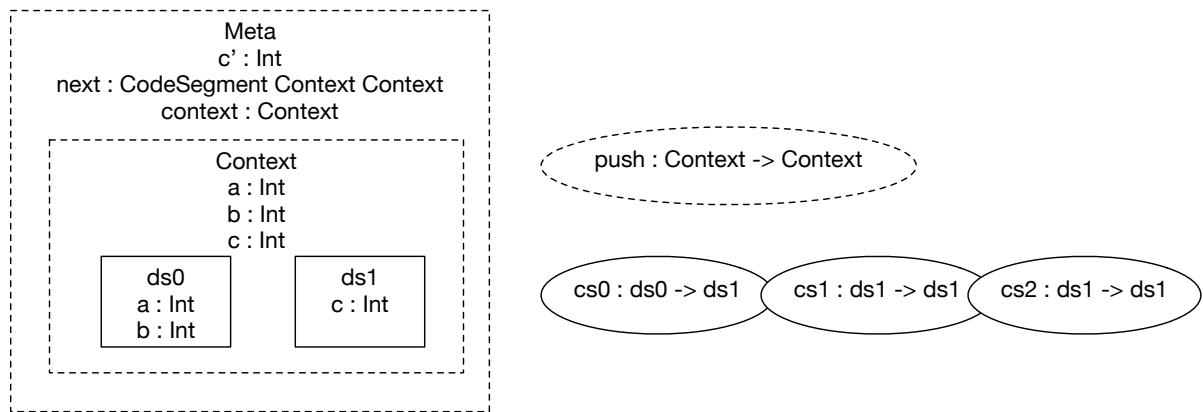 Meta
c’ : Int
next : CodeSegment Context Context
context : Context
Context
a : Int
b : Int
c : Int
ds0
a : Int
b : Int
ds1
c : Int
push : Context -> Context
cs0 : ds0 -> ds1
cs1 : ds1 -> ds1
cs2 : ds1 -> ds1